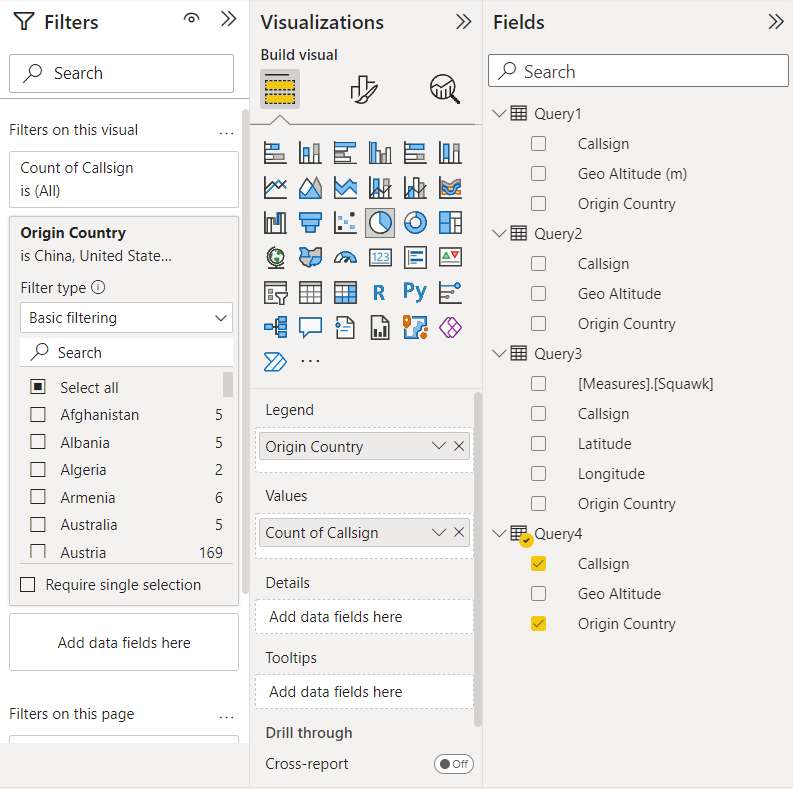 Filters
Search
Filters on this visual
...
Count of Callsign
is (All)
Origin Country
is China, United State...
Filter type
Basic filtering
Search
Select all
Afghanistan 5
Albania 5
Algeria 2
Armenia 6
Australia 5
Austria 169
Require single selection
Add data fields here
Filters on this page
...
Visualizations
Build visual
123
R
Py
...
Legend
Origin Country
Values
Count of Callsign
Details
Add data fields here
Tooltips
Add data fields here
Drill through
Cross-report Off
Fields
Search
Query1
Callsign
Geo Altitude (m)
Origin Country
Query2
Callsign
Geo Altitude
Origin Country
Query3
[Measures].[Squawk]
Callsign
Latitude
Longitude
Origin Country
Query4
Callsign
Geo Altitude
Origin Country